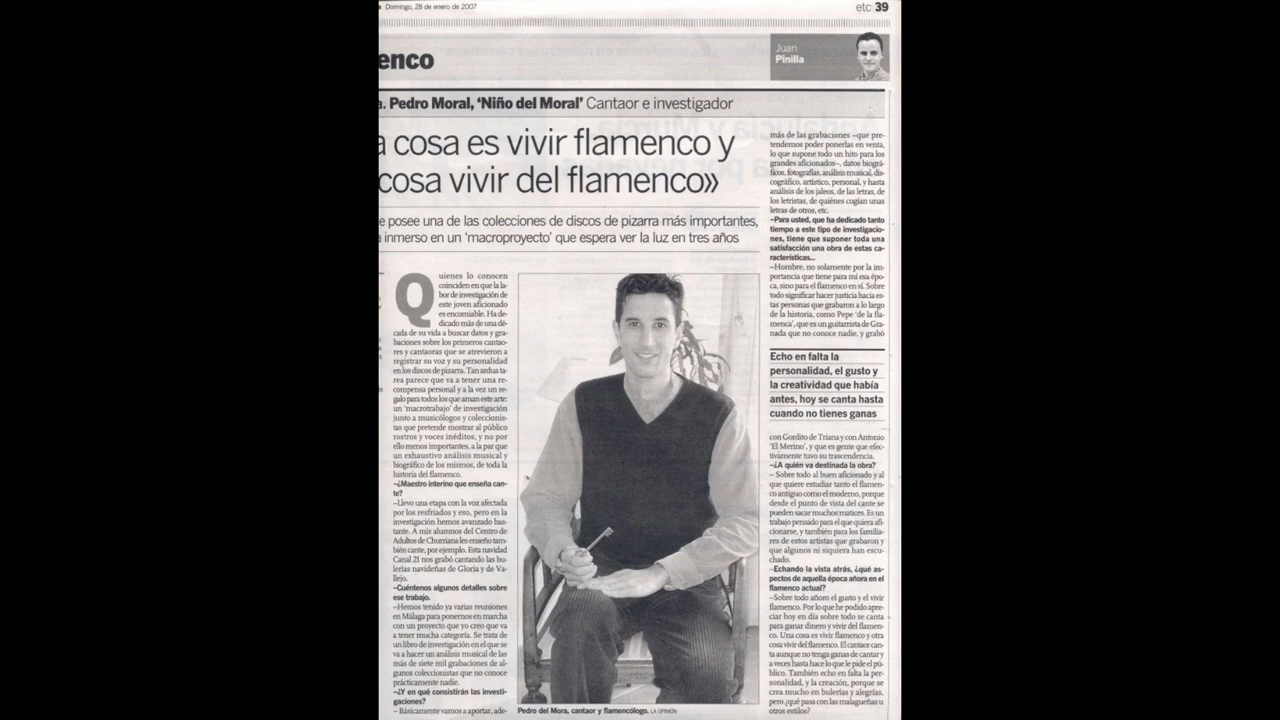 Domingo, 28 de enero de 2007
etc 39
enco
Juan
Pinilla
a. Pedro Moral, ‘Niño del Moral’ Cantaor e investigador
a cosa es vivir flamenco y
cosa vivir del flamenco»
e posee una de las colecciones de discos de pizarra más importantes,
a inmerso en un ‘macroproyecto’ que espera ver la luz en tres años
Quienes lo conocen
coinciden en que la la-
bor de investigación de
este joven aficionado
es encomiable. Ha de-
dicado más de una dé-
cada de su vida a buscar datos y gra-
baciones sobre los primeros cantao-
res y cantaoras que se atrevieron a
registrar su voz y su personalidad
en los discos de pizarra. Tan ardua ta-
rea parece que va a tener una re-
compensa personal y a la vez un re-
galo para todos los que aman este arte:
un ‘macrotrabajo’ de investigación
junto a musicólogos y coleccionis-
tas que pretende mostrar al público
rostros y voces inéditos, y no por
ello menos importantes, a la par que
un exhaustivo análisis musical y
biográfico de los mismos, de toda la
historia del flamenco.
–¿Maestro interino que enseña can-
te?
–Llevo una etapa con la voz afectada
por los resfriados y eso, pero en la
investigación hemos avanzado bas-
tante. A mis alumnos del Centro de
Adultos de Churriana les enseño tam-
bién cante, por ejemplo. Esta navidad
Canal 21 nos grabó cantando las bu-
lerías navideñas de Gloria y de Va-
llejo.
–Cuéntenos algunos detalles sobre
ese trabajo.
–Hemos tenido ya varias reuniones
en Málaga para ponernos en marcha
con un proyecto que yo creo que va
a tener mucha categoría. Se trata de
un libro de investigación en el que se
va a hacer un análisis musical de las
más de siete mil grabaciones de al-
gunos coleccionistas que no conoce
prácticamente nadie.
–¿Y en qué consistirán las investi-
gaciones?
–Básicamente vamos a aportar, ade-
Pedro del Mora, cantaor y flamencólogo. LA OPINIÓN
más de las grabaciones –que pre-
tendemos poder ponerlas en venta,
lo que supone todo un hito para los
grandes aficionados–, datos biográ-
ficos, fotografías, análisis musical, dis-
cográfico, artístico, personal, y hasta
análisis de los jaleos, de las letras, de
los letristas, de quiénes cogían unas
letras de otros, etc.
–Para usted, que ha dedicado tanto
tiempo a este tipo de investigacio-
nes, tiene que suponer toda una
satisfacción una obra de estas ca-
racterísticas...
–Hombre, no solamente por la im-
portancia que tiene para mí esa épo-
ca, sino para el flamenco en sí. Sobre
todo significar hacer justicia hacia es-
tas personas que grabaron a lo largo
de la historia, como Pepe ‘de la fla-
menca’, que es un guitarrista de Gra-
nada que no conoce nadie, y grabó
Echo en falta la
personalidad, el gusto y
la creatividad que había
antes, hoy se canta hasta
cuando no tienes ganas
con Gordito de Triana y con Antonio
‘El Merino’, y que es gente que efec-
tivamente tuvo su trascendencia.
–¿A quién va destinada la obra?
– Sobre todo al buen aficionado y al
que quiere estudiar tanto el flamen-
co antiguo como el moderno, porque
desde el punto de vista del cante se
pueden sacar muchos matices. Es un
trabajo pensado para el que quiera afi-
cionarse, y también para los familia-
res de estos artistas que grabaron y
que algunos ni siquiera han escu-
chado.
–Echando la vista atrás, ¿qué as-
pectos de aquella época añora en el
flamenco actual?
–Sobre todo añoro el gusto y el vivir
flamenco. Por lo que he podido apre-
ciar hoy en día sobre todo se canta
para ganar dinero y vivir del flamen-
co. Una cosa es vivir flamenco y otra
cosa vivir del flamenco. El cantaor can-
ta aunque no tenga ganas de cantar y
a veces hasta hace lo que le pide el pú-
blico. También echo en falta la per-
sonalidad, y la creación, porque se
crea mucho en bulerías y alegrías,
pero ¿qué pasa con las malagueñas u
otros estilos?